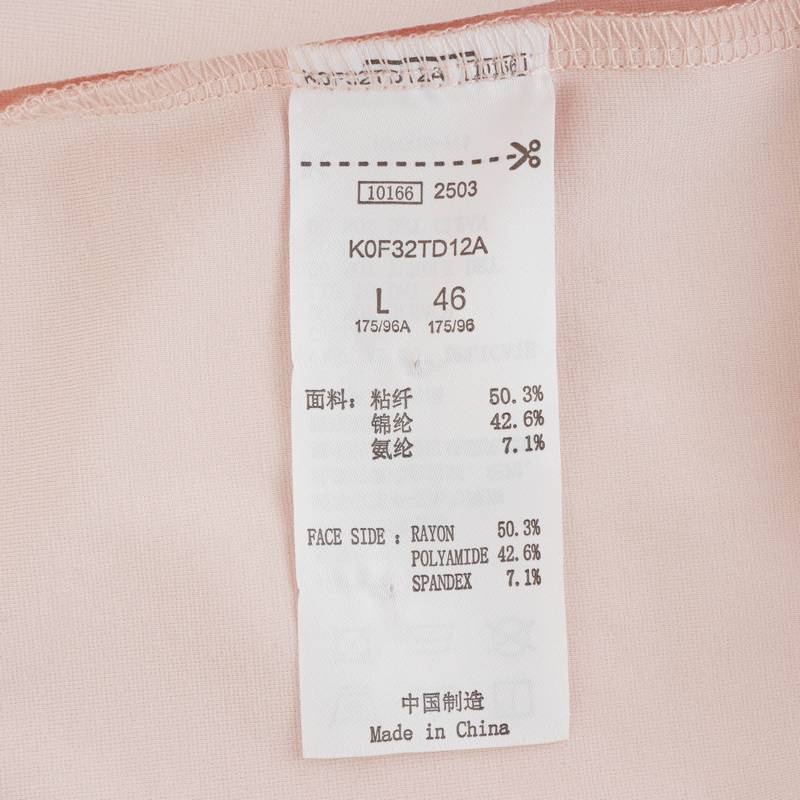 K0F32TD12A 10166
10166 2503
K0F32TD12A
L 46
175/96A 175/96
面料: 粘纤 50.3%
锦纶 42.6%
氨纶 7.1%
FACE SIDE : RAYON 50.3%
POLYAMIDE 42.6%
SPANDEX 7.1%
中国制造
Made in China